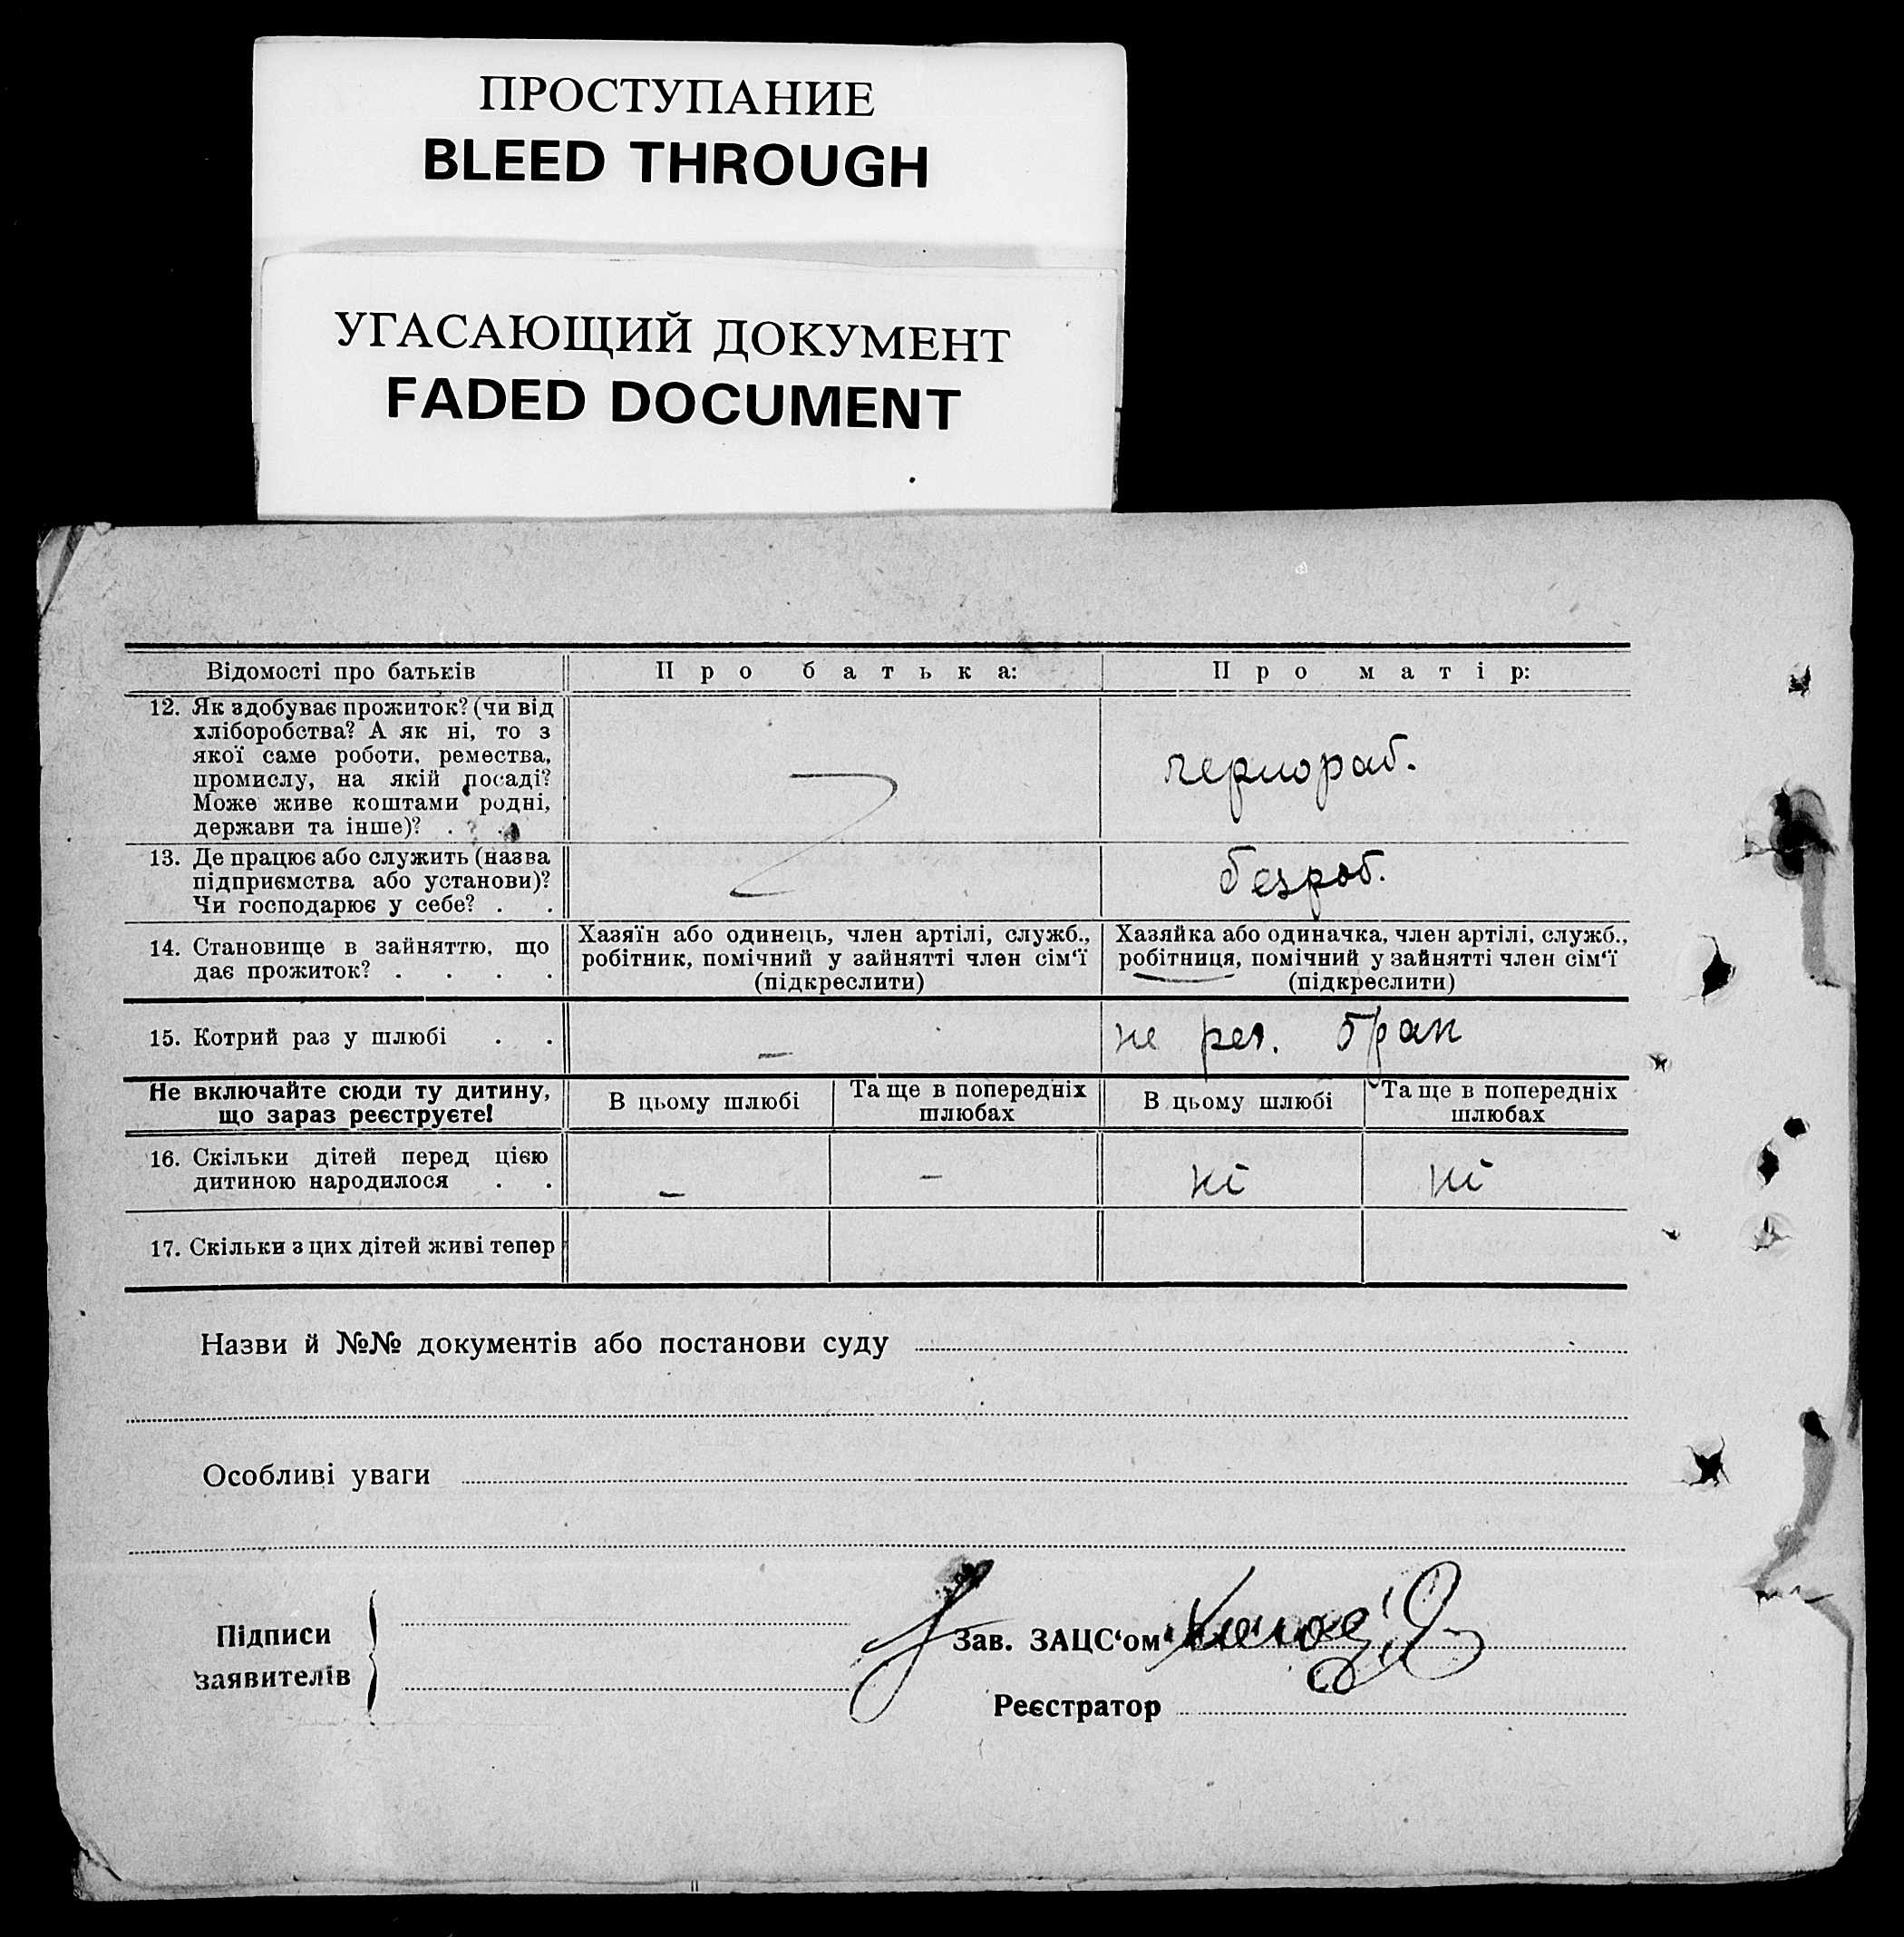 ПРОСТУПАНИЕ
BLEED THROUGH
УГАСАЮЩИЙ ДОКУМЕНТ
FADED DOCUMENT
Відомості про батьків
Про батька:
Про матір:
12. Як здобуває прожиток? (чи від
хліборобства? А як ні, то з
якої саме роботи, ремества,
промислу, на якій посаді?
Може живе коштами родні,
держави та інше)? . . .
чернораб.
13. Де працює або служить (назва
підприємства або установи)?
Чи господарює у себе? . .
безроб.
14. Становище в зайняттю, що
дає прожиток? . . . .
Хазяїн або одинець, член артілі, служб.,
робітник, помічний у зайнятті член сім‘ї
(підкреслити)
Хазяйка або одиначка, член артілі, служб.,
робітниця, помічний у зайнятті член сім‘ї
(підкреслити)
15. Котрий раз у шлюбі . .
–
не рег. брак
Не включайте сюди ту дитину,
що зараз реєструєте!
В цьому шлюбі
Та ще в попередніх
шлюбах
В цьому шлюбі
Та ще в попередніх
шлюбах
16. Скільки дітей перед цією
дитиною народилося . .
–
–
ні
ні
17. Скільки з цих дітей живі тепер
Назви й №№ документів або постанови суду
Особливі уваги
Підписи
заявителів
Зав. ЗАЦС‘ом
Реєстратор